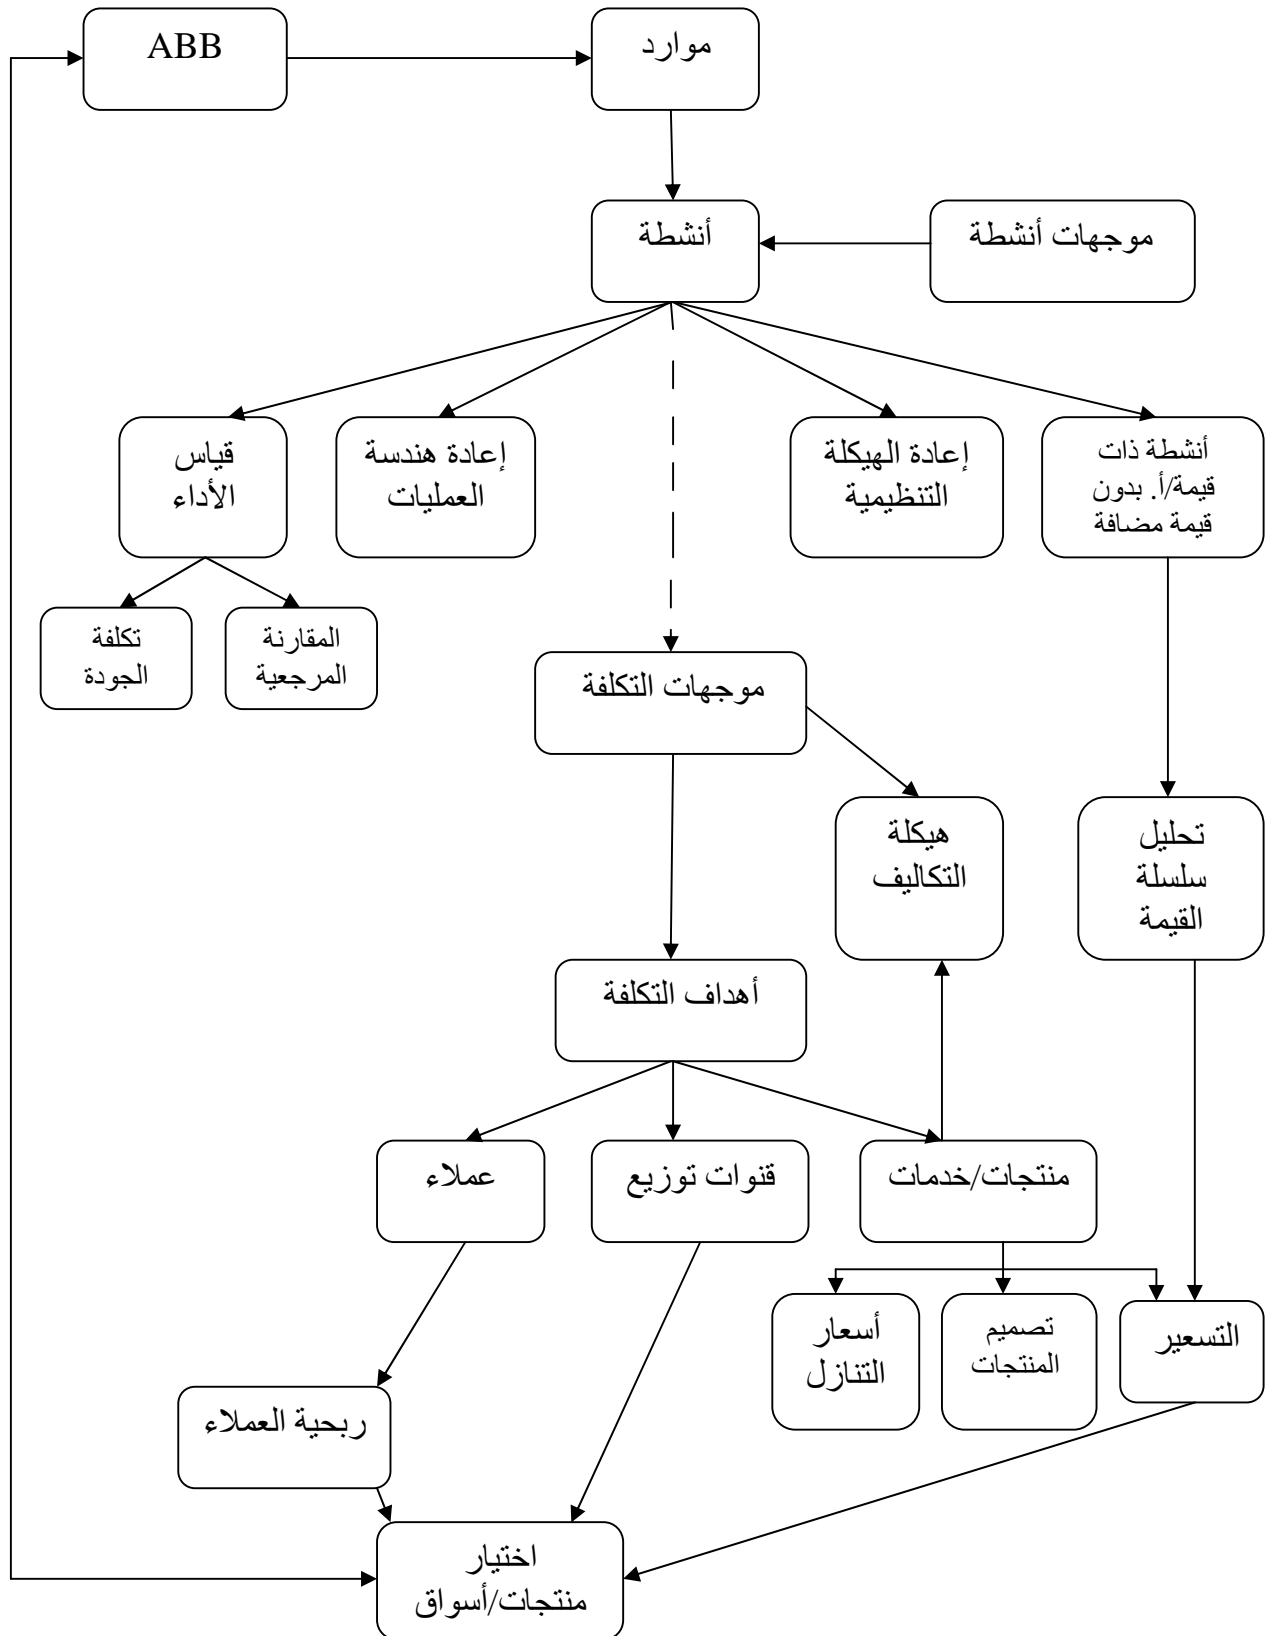 ABB
موارد
أنشطة
موجهات أنشطة
قياس
الأداء
إعادة هندسة
العمليات
إعادة الهيكلة
التنظيمية
أنشطة ذات
قيمة/أ. بدون
قيمة مضافة
تكلفة
الجودة
المقارنة
المرجعية
موجهات التكلفة
هيكلة
التكاليف
تحليل
سلسلة
القيمة
أهداف التكلفة
عملاء
قنوات توزيع
منتجات/خدمات
أسعار
التنازل
تصميم
المنتجات
التسعير
ربحية العملاء
اختيار
منتجات/أسواق